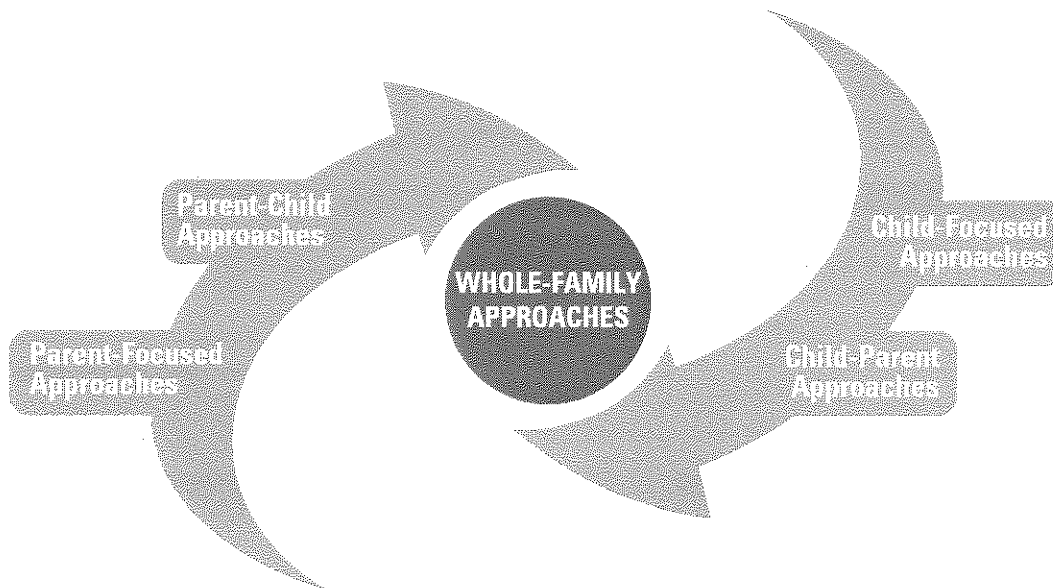 Parent-Child
Approaches
Child-Focused
Approaches
WHOLE-FAMILY
APPROACHES
Parent-Focused
Approaches
Child-Parent
Approaches